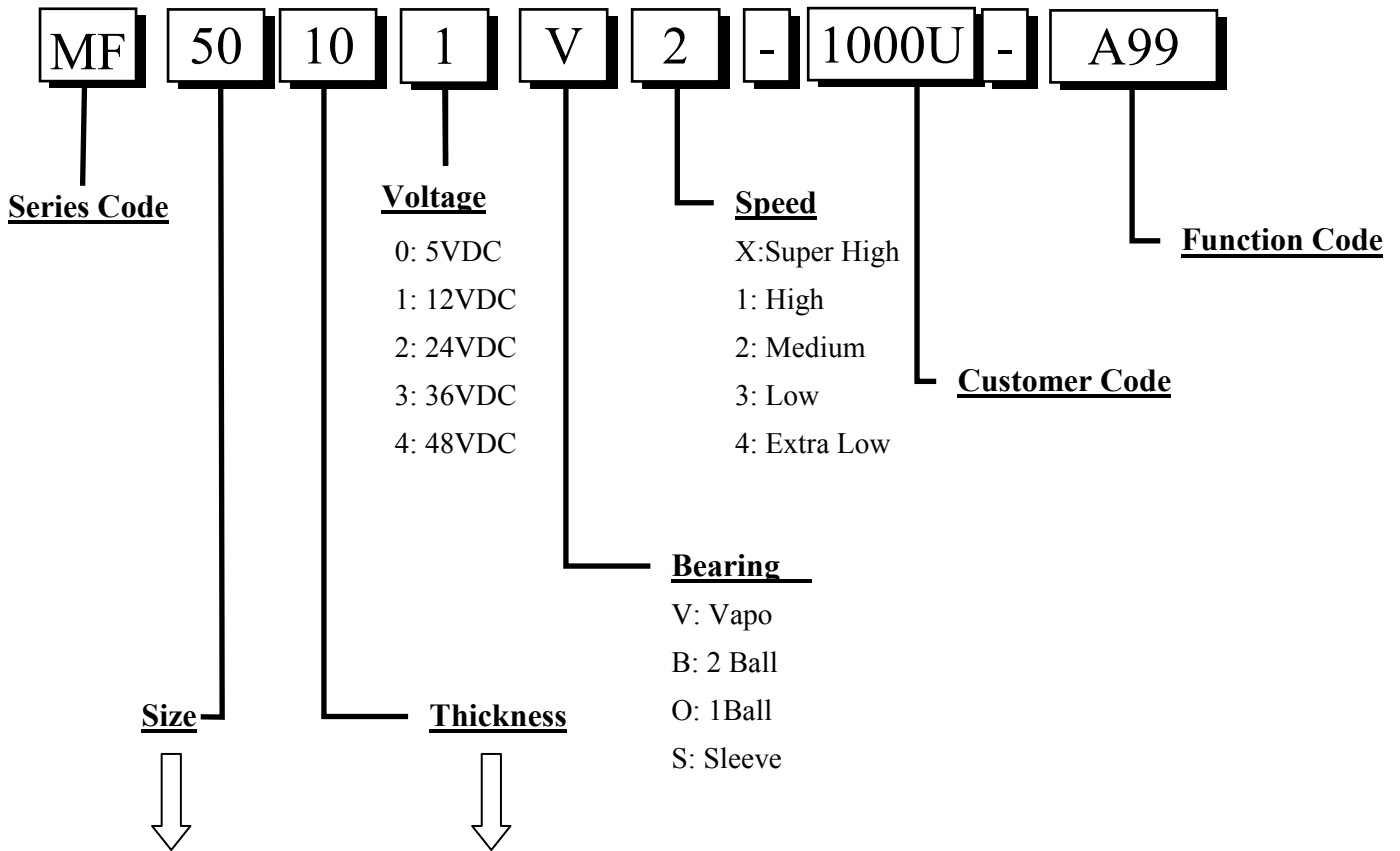 MF 50 10 1 V 2 - 1000U - A99
Series Code
Voltage
0: 5VDC
1: 12VDC
2: 24VDC
3: 36VDC
4: 48VDC
Speed
X:Super High
1: High
2: Medium
3: Low
4: Extra Low
Function Code
Customer Code
Bearing
V: Vapo
B: 2 Ball
O: 1Ball
S: Sleeve
Size
Thickness